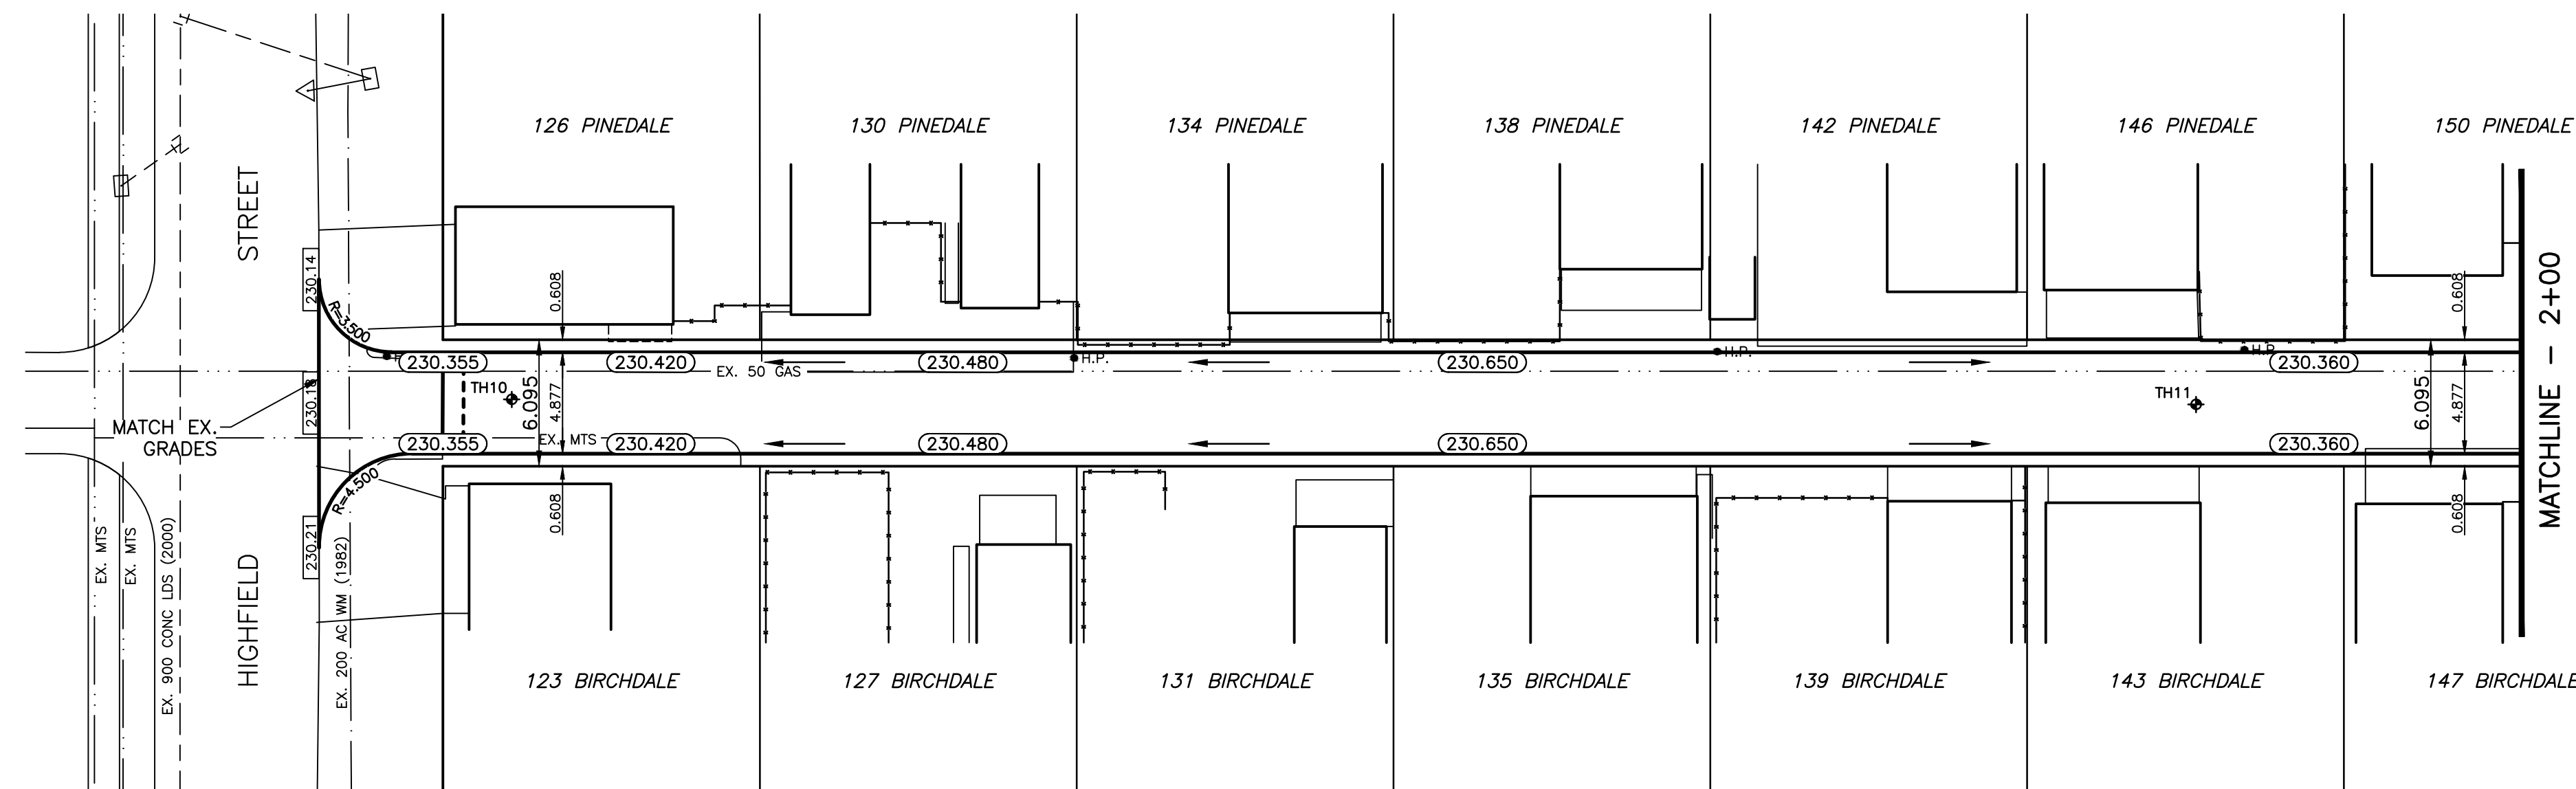 126 PINEDALE
130 PINEDALE
134 PINEDALE
138 PINEDALE
142 PINEDALE
146 PINEDALE
150 PINEDALE
HIGHFIELD STREET
230.14
R=3.500
0.608
0.608
230.355
230.420
230.480
230.650
230.360
H.P.
H.P.
H.P.
EX. 50 GAS
TH10
TH11
6.095
4.877
6.095
4.877
MATCH EX.
GRADES
EX. MTS
230.355
230.420
230.480
230.650
230.360
R=4.500
0.608
0.608
230.21
EX. MTS
EX. MTS
EX. 900 CONC LDS (2000)
EX. 200 AC WM (1982)
123 BIRCHDALE
127 BIRCHDALE
131 BIRCHDALE
135 BIRCHDALE
139 BIRCHDALE
143 BIRCHDALE
147 BIRCHDALE
MATCHLINE - 2+00